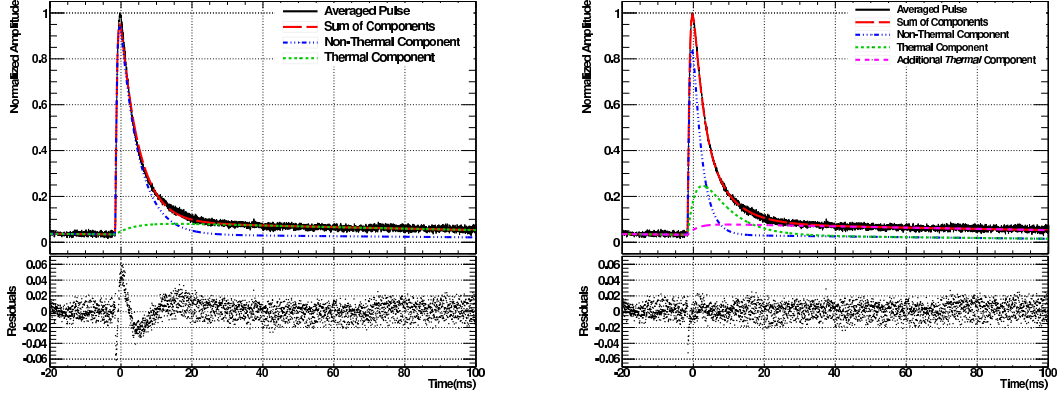 Normalized Amplitude
1
0.8
0.6
0.4
0.2
0
Averaged Pulse
Sum of Components
Non-Thermal Component
Thermal Component
Residuals
0.06
0.04
0.02
0
-0.02
-0.04
-0.06
-20 0 20 40 60 80 100
Time(ms)
Normalized Amplitude
1
0.8
0.6
0.4
0.2
0
Averaged Pulse
Sum of Components
Non-Thermal Component
Thermal Component
Additional Thermal Component
Residuals
0.06
0.04
0.02
0
-0.02
-0.04
-0.06
-20 0 20 40 60 80 100
Time(ms)